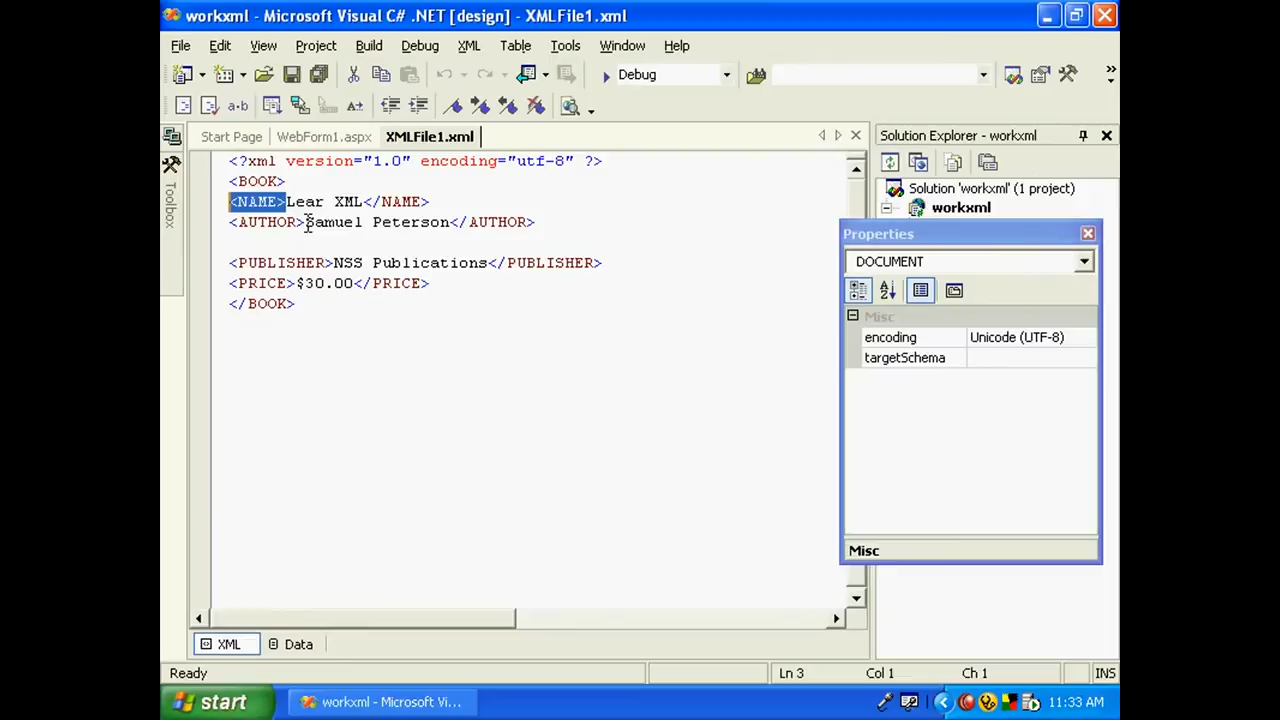 workxml - Microsoft Visual C# .NET [design] - XMLFile1.xml
File Edit View Project Build Debug XML Table Tools Window Help
Debug
Start Page WebForm1.aspx XMLFile1.xml
Solution Explorer - workxml
Toolbox
<?xml version="1.0" encoding="utf-8" ?>
<BOOK>
<NAME>Lear XML</NAME>
<AUTHOR>Samuel Peterson</AUTHOR>
<PUBLISHER>NSS Publications</PUBLISHER>
<PRICE>$30.00</PRICE>
</BOOK>
Solution 'workxml' (1 project)
workxml
Properties
DOCUMENT
Misc
encoding Unicode (UTF-8)
targetSchema
Misc
XML Data
Ready Ln 3 Col 1 Ch 1 INS
start workxml - Microsoft Vi... 11:33 AM